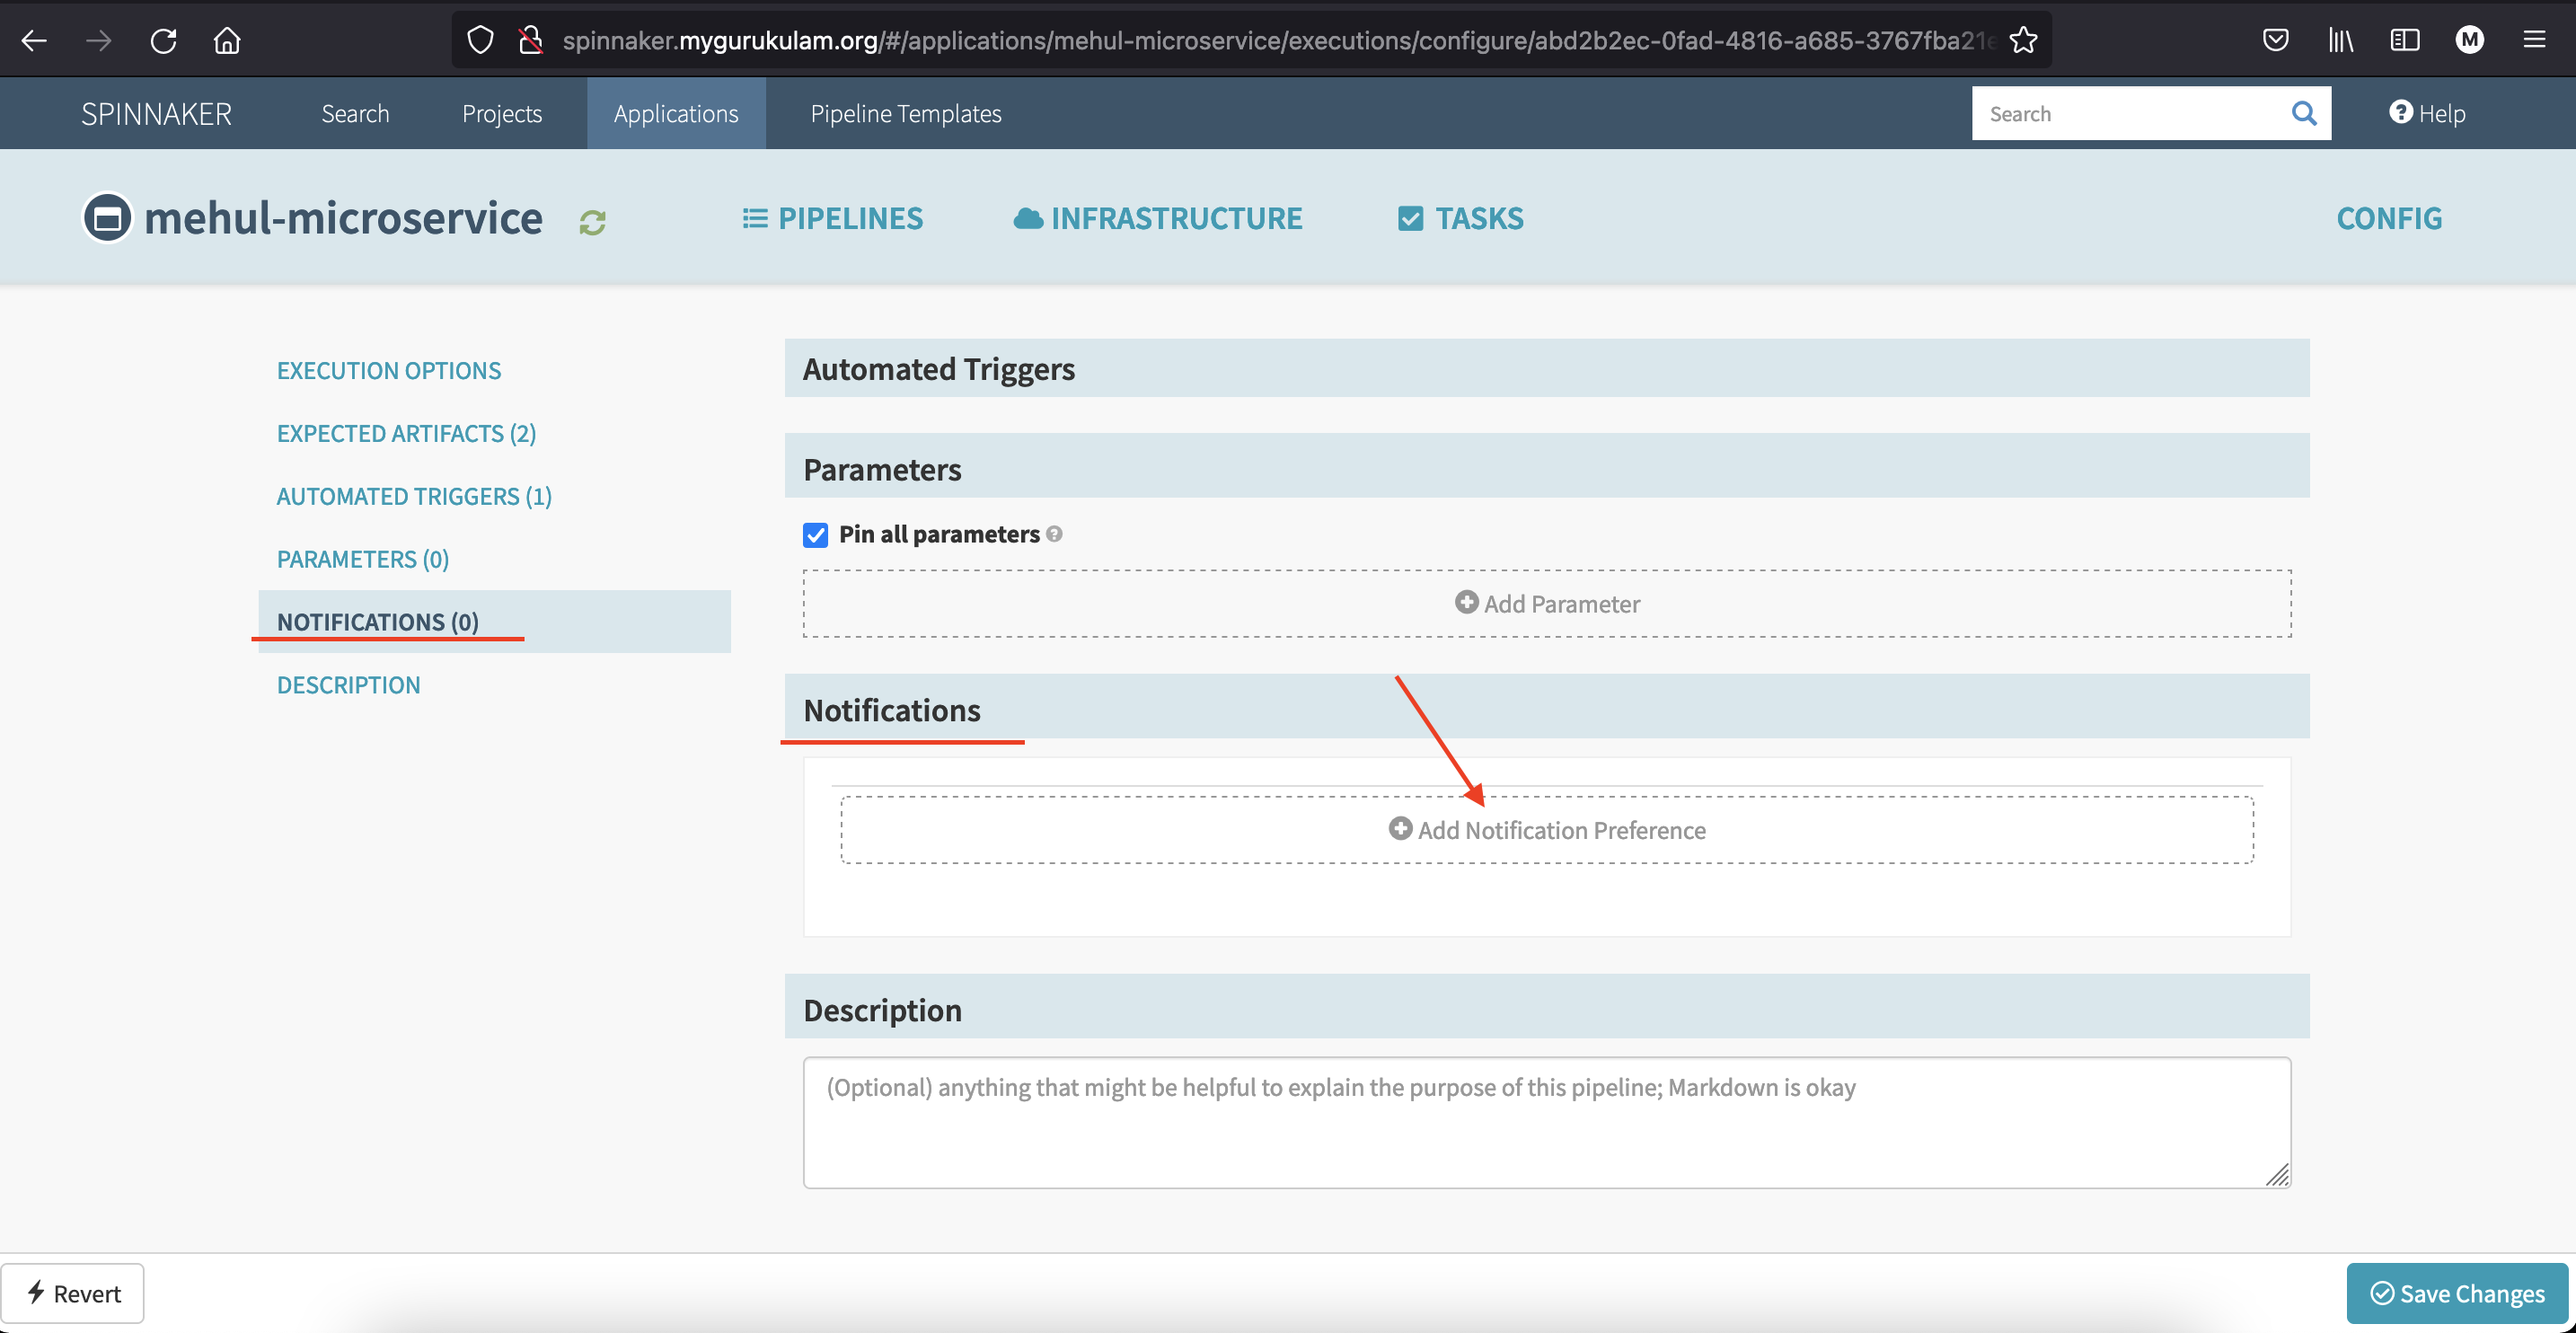 spinnaker.mygurukulam.org/#/applications/mehul-microservice/executions/configure/abd2b2ec-0fad-4816-a685-3767fba21e
M
SPINNAKER Search Projects Applications Pipeline Templates Search Help
mehul-microservice PIPELINES INFRASTRUCTURE TASKS CONFIG
EXECUTION OPTIONS
EXPECTED ARTIFACTS (2)
AUTOMATED TRIGGERS (1)
PARAMETERS (0)
NOTIFICATIONS (0)
DESCRIPTION
Automated Triggers
Parameters
Pin all parameters
Add Parameter
Notifications
Add Notification Preference
Description
(Optional) anything that might be helpful to explain the purpose of this pipeline; Markdown is okay
Revert
Save Changes